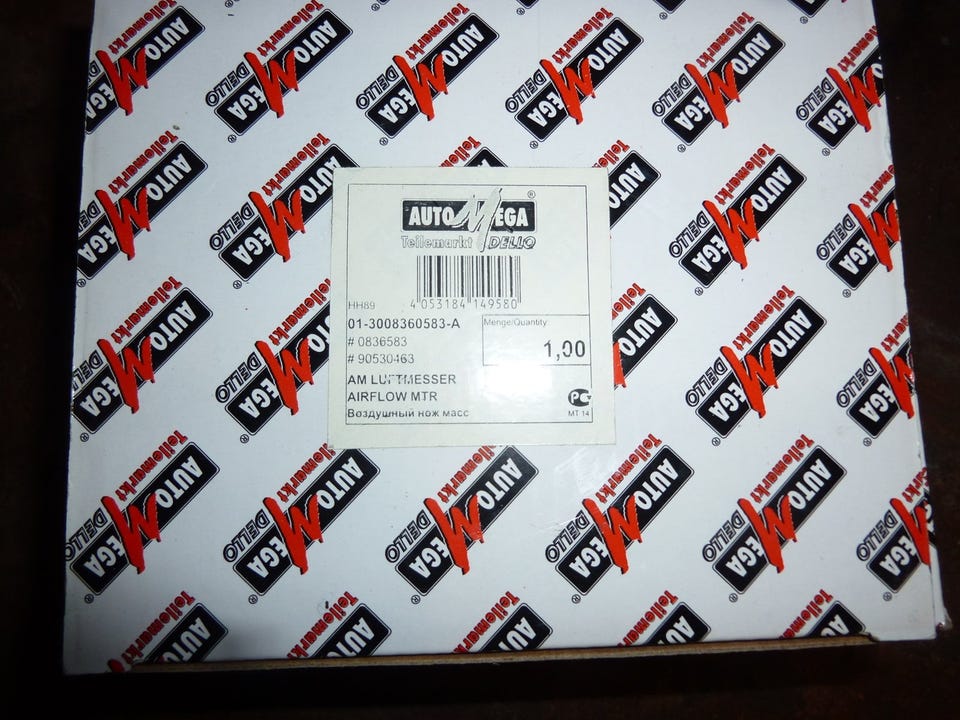 AUTO MEGA ®
Teilemarkt DELLO
4 053184 149580
HH89
01-3008360583-A
# 0836583
# 90530463
Menge/Quantity
1,00
AM LUFTMESSER
AIRFLOW MTR
Воздушный нож масс
PG
MT 14